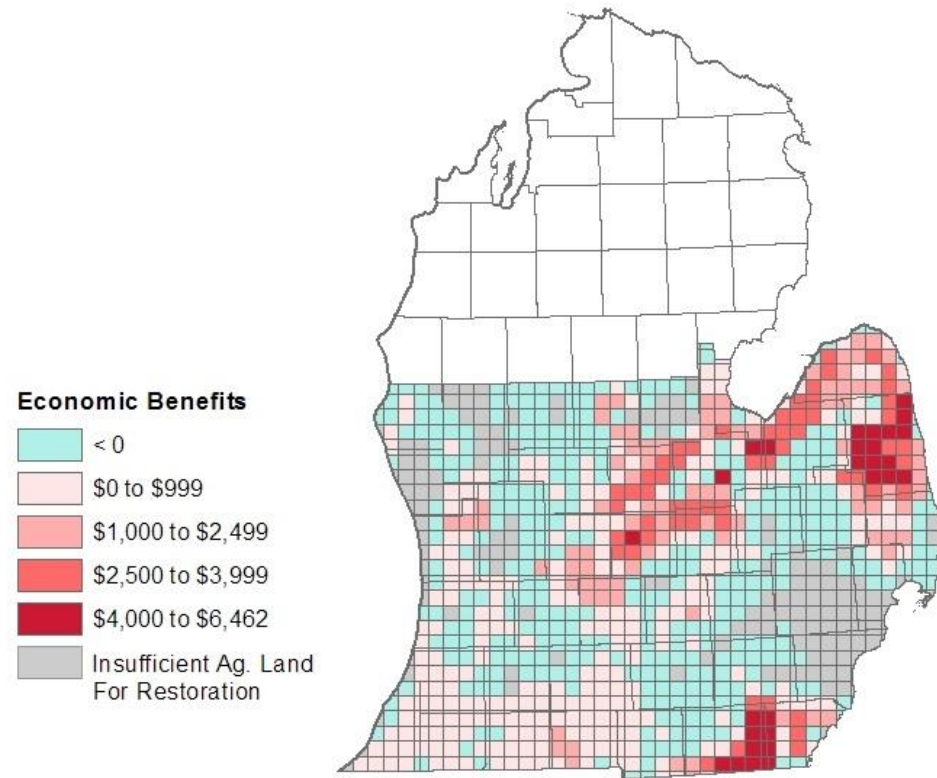 Economic Benefits
< 0
$0 to $999
$1,000 to $2,499
$2,500 to $3,999
$4,000 to $6,462
Insufficient Ag. Land
For Restoration